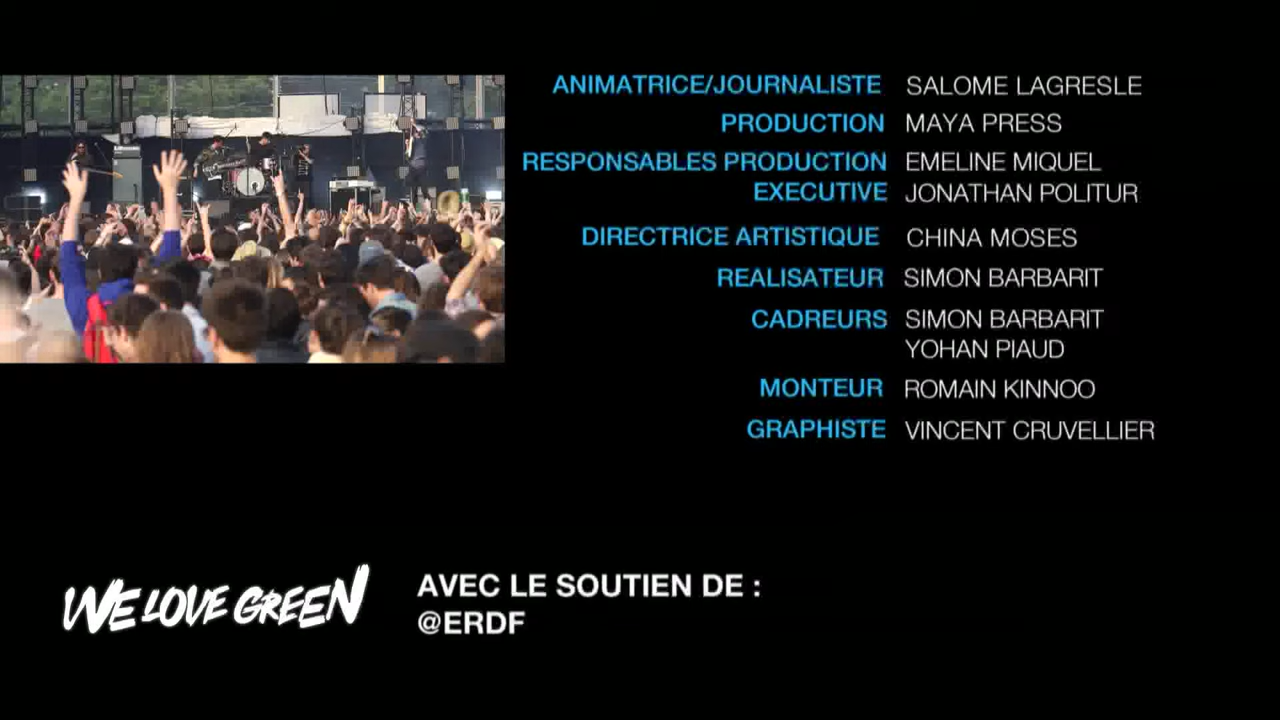 ANIMATRICE/JOURNALISTE SALOME LAGRESLE
PRODUCTION MAYA PRESS
RESPONSABLES PRODUCTION EMELINE MIQUEL
EXECUTIVE JONATHAN POLITUR
DIRECTRICE ARTISTIQUE CHINA MOSES
REALISATEUR SIMON BARBARIT
CADREURS SIMON BARBARIT
YOHAN PIAUD
MONTEUR ROMAIN KINNOO
GRAPHISTE VINCENT CRUVELLIER
WE LOVE GREEN
AVEC LE SOUTIEN DE :
@ERDF